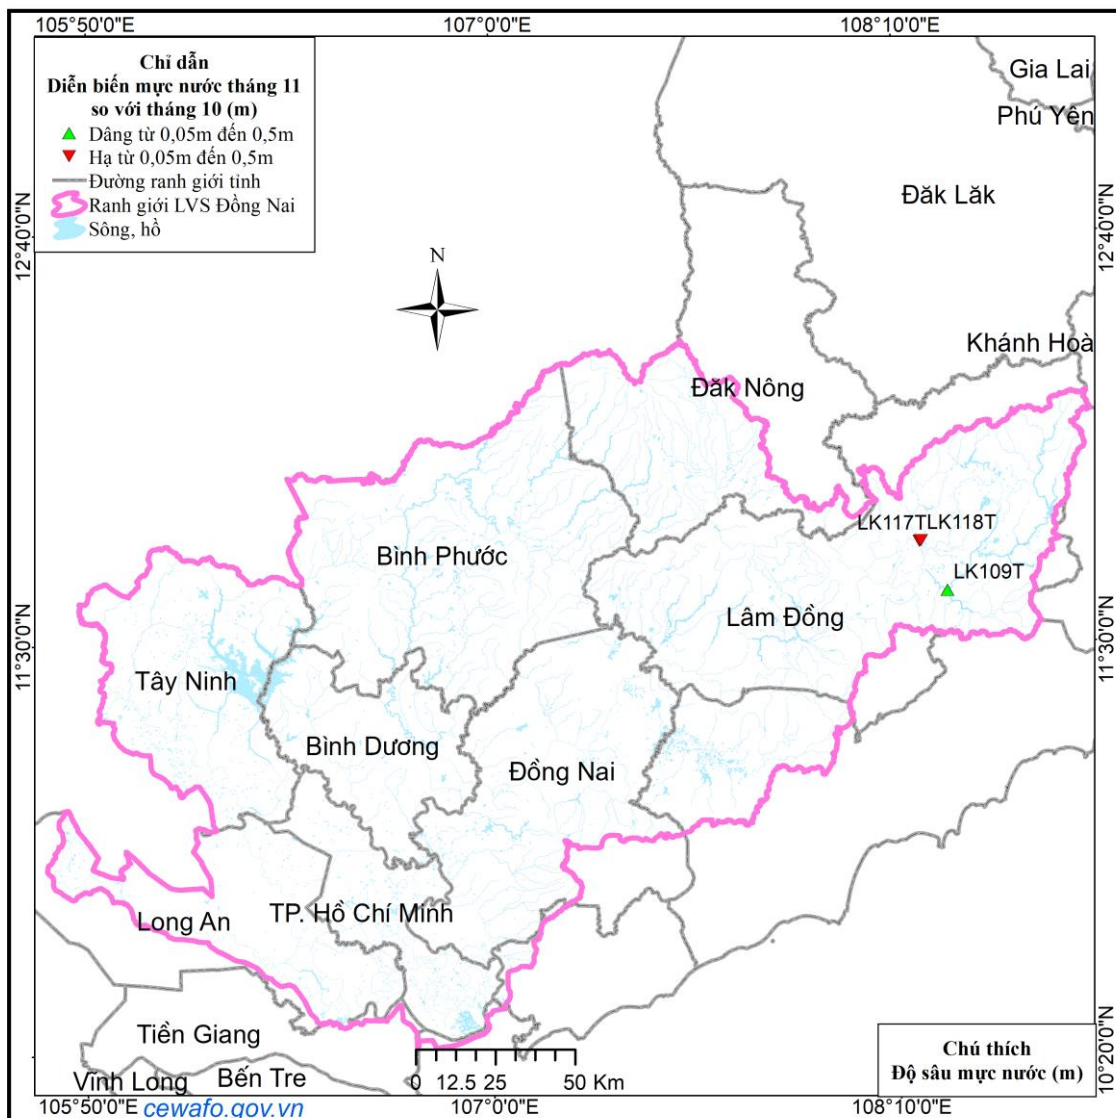 105°50'0"E
107°0'0"E
108°10'0"E
Chỉ dẫn
Diễn biến mực nước tháng 11
so với tháng 10 (m)
Dâng từ 0,05m đến 0,5m
Hạ từ 0,05m đến 0,5m
Đường ranh giới tỉnh
Ranh giới LVS Đồng Nai
Sông, hồ
Gia Lai
Phú Yên
Đăk Lăk
12°40'0"N
12°40'0"N
N
Khánh Hoà
Đăk Nông
LK117TLK118T
Bình Phước
LK109T
Lâm Đồng
11°30'0"N
11°30'0"N
Tây Ninh
Bình Dương
Đồng Nai
Long An
TP. Hồ Chí Minh
Tiền Giang
Vĩnh Long
Bến Tre
0 12.5 25 50 Km
Chú thích
Độ sâu mực nước (m)
10°20'0"N
105°50'0"E
cewafo.gov.vn
107°0'0"E
108°10'0"E